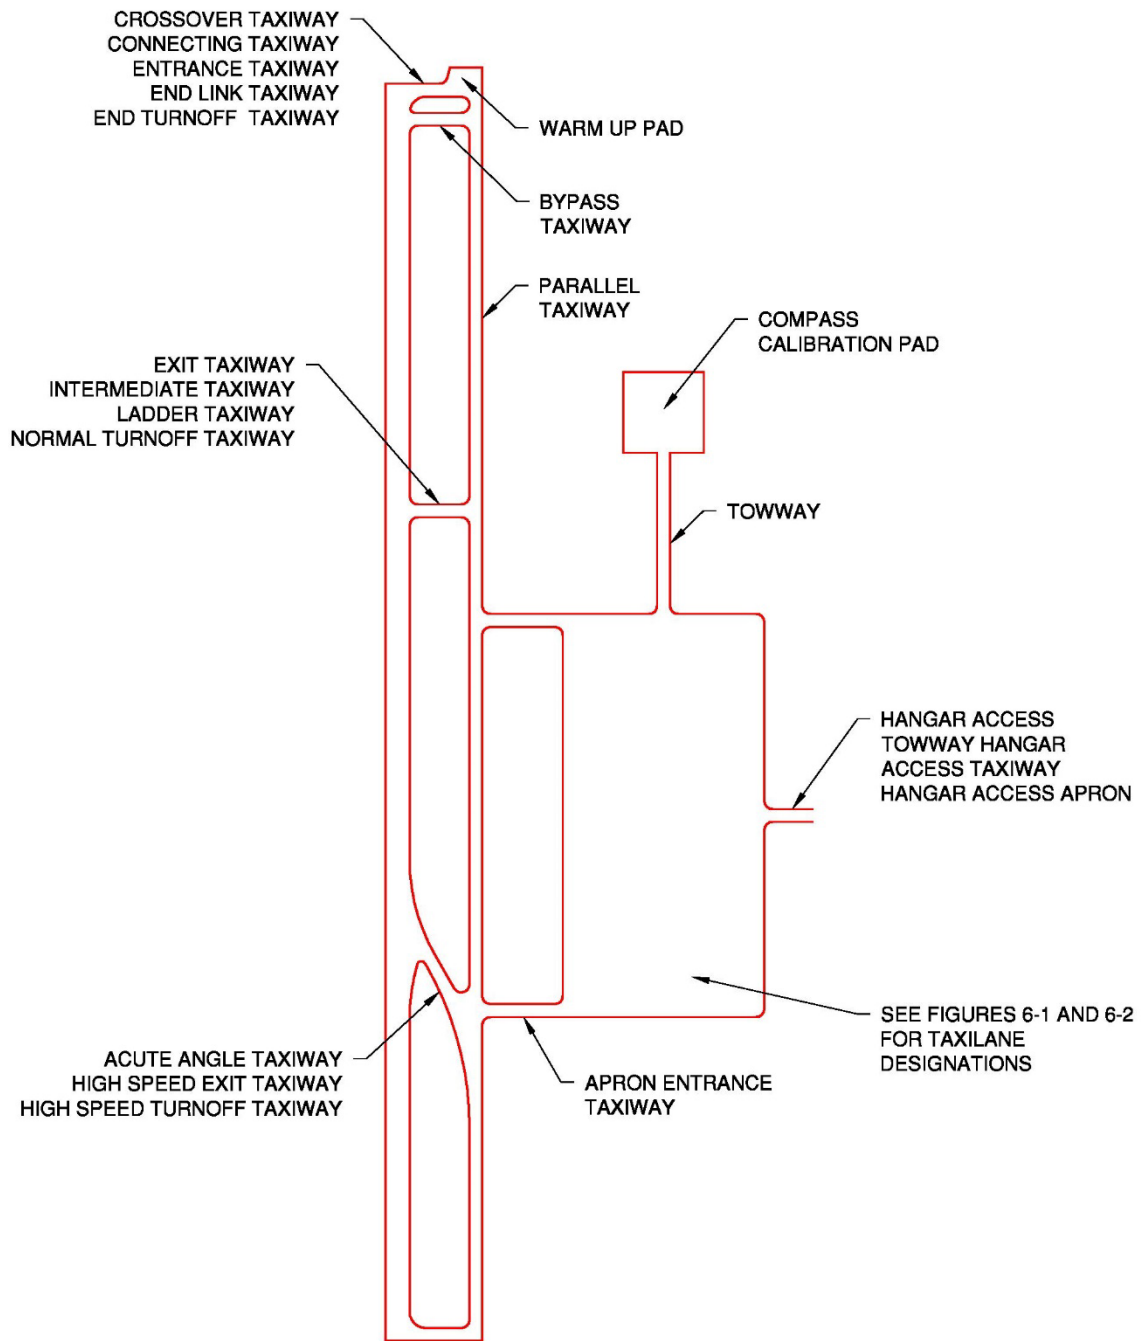 CROSSOVER TAXIWAY
CONNECTING TAXIWAY
ENTRANCE TAXIWAY
END LINK TAXIWAY
END TURNOFF TAXIWAY
WARM UP PAD
BYPASS
TAXIWAY
PARALLEL
TAXIWAY
COMPASS
CALIBRATION PAD
EXIT TAXIWAY
INTERMEDIATE TAXIWAY
LADDER TAXIWAY
NORMAL TURNOFF TAXIWAY
TOWWAY
HANGAR ACCESS
TOWWAY HANGAR
ACCESS TAXIWAY
HANGAR ACCESS APRON
SEE FIGURES 6-1 AND 6-2
FOR TAXILANE
DESIGNATIONS
ACUTE ANGLE TAXIWAY
HIGH SPEED EXIT TAXIWAY
HIGH SPEED TURNOFF TAXIWAY
APRON ENTRANCE
TAXIWAY